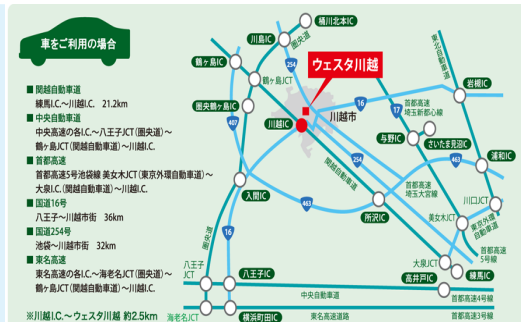 車をご利用の場合
■ 関越自動車道
練馬I.C.～川越I.C. 21.2km
■ 中央自動車道
中央高速の各I.C.～八王子JCT(圏央道)～
鶴ヶ島JCT(関越自動車道)～川越I.C.
■ 首都高速
首都高速5号池袋線 美女木JCT(東京外環自動車道)～
大泉I.C.(関越自動車道)～川越I.C.
■ 国道16号
八王子～川越市街 36km
■ 国道254号
池袋～川越市街 32km
■ 東名高速
東名高速の各I.C.～海老名JCT(圏央道)～
鶴ヶ島JCT(関越自動車道)～川越I.C.
※川越I.C.～ウェスタ川越 約2.5km
桶川北本IC
川島IC
圏央道
254
鶴ヶ島IC
鶴ヶ島JCT
ウェスタ川越
東北自動車道
圏央鶴ヶ島IC
16
17
首都高速
埼玉新都心線
岩槻IC
407
川越IC
川越市
与野IC
さいたま見沼IC
関越自動車道
254
463
浦和IC
入間IC
首都高速
埼玉大宮線
463
所沢IC
川口JCT
美女木JCT
東京外環
自動車道
16
圏央道
首都高速
5号線
八王子
JCT
八王子IC
大泉JCT
練馬IC
高井戸IC
中央自動車道
首都高速4号線
海老名JCT
横浜町田IC
東名高速道路
首都高速3号線